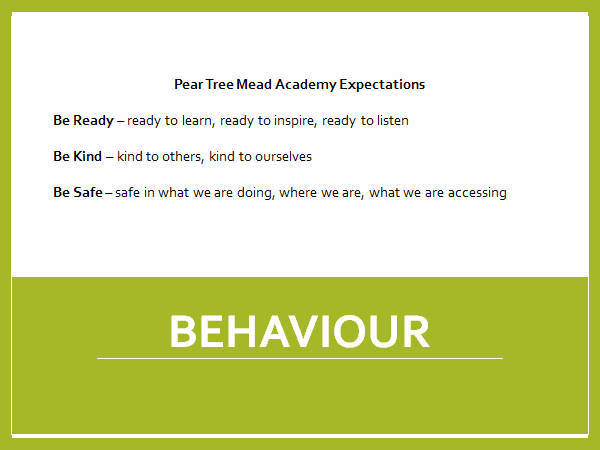 Pear Tree Mead Academy Expectations
Be Ready – ready to learn, ready to inspire, ready to listen
Be Kind – kind to others, kind to ourselves
Be Safe – safe in what we are doing, where we are, what we are accessing
BEHAVIOUR